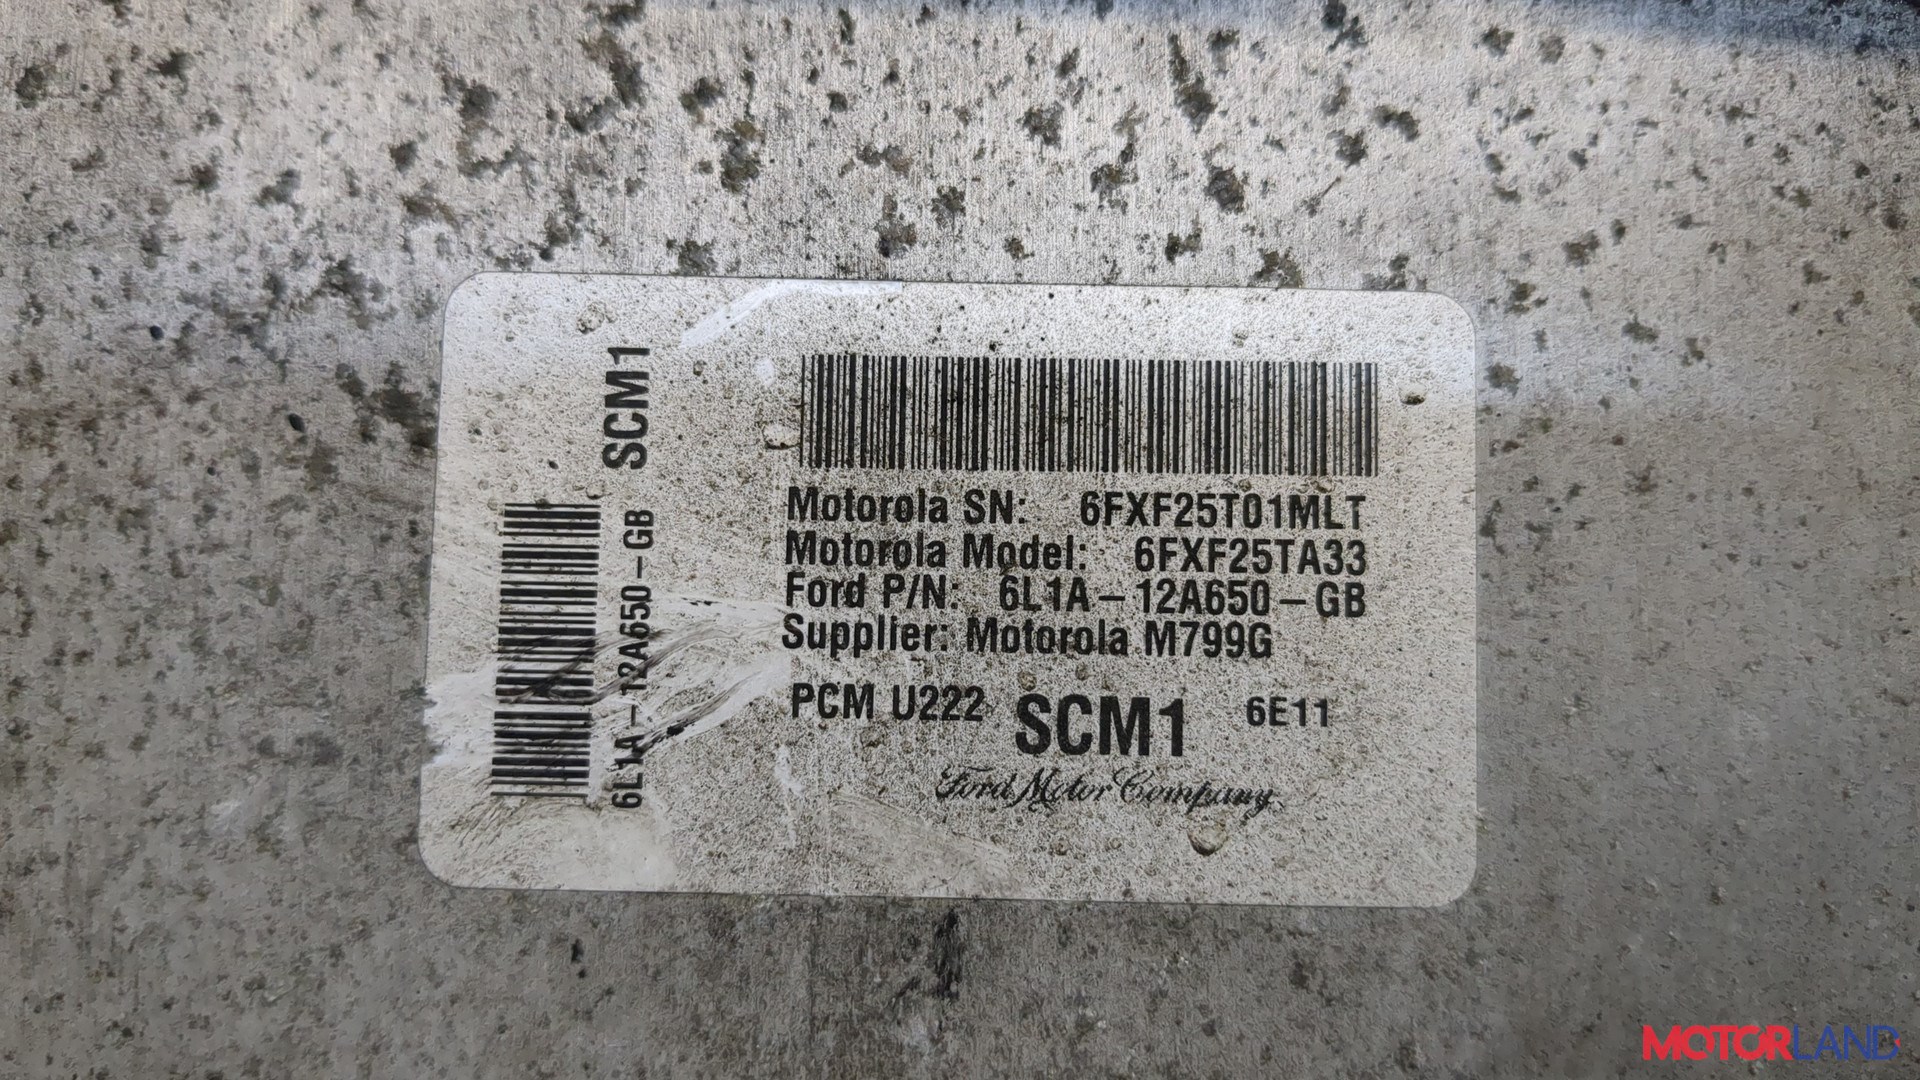 SCM1
6L1A-12A650-GB
Motorola SN: 6FXF25T01MLT
Motorola Model: 6FXF25TA33
Ford P/N: 6L1A-12A650-GB
Supplier: Motorola M799G
PCM U222 SCM1 6E11
Ford Motor Company
MOTORLAND